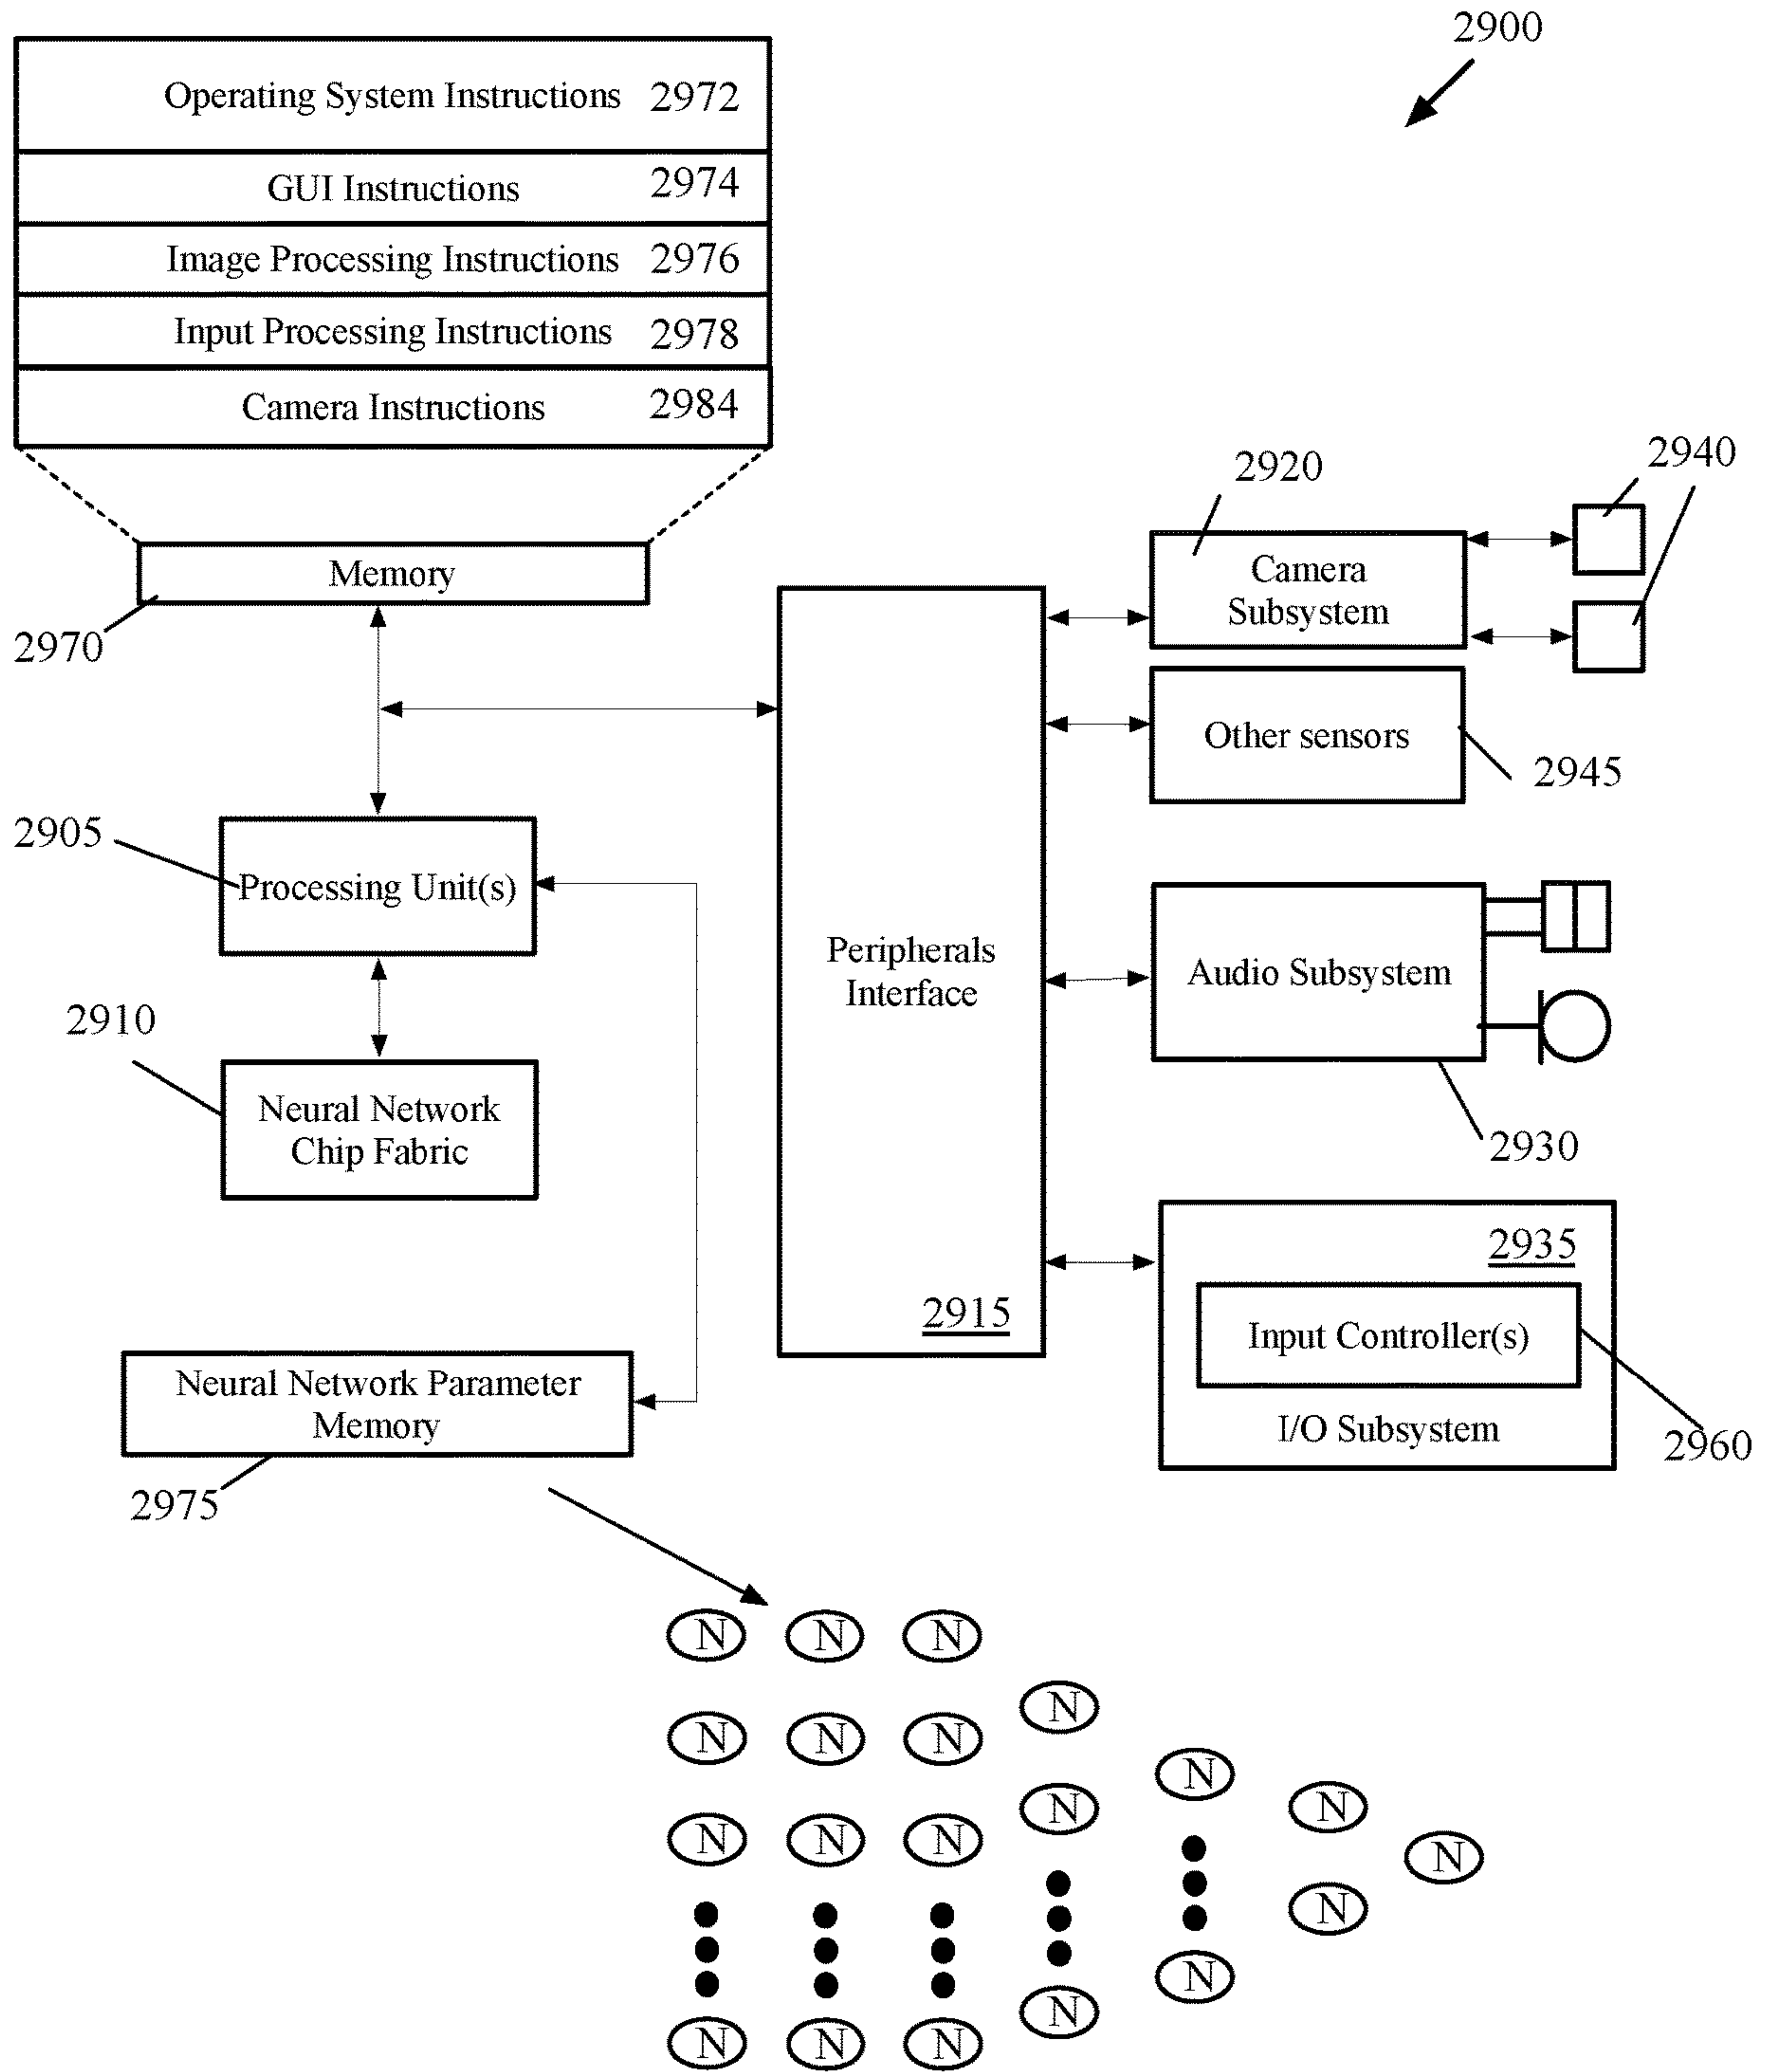 2900
Operating System Instructions 2972
GUI Instructions 2974
Image Processing Instructions 2976
Input Processing Instructions 2978
Camera Instructions 2984
Memory
2970
2920
2940
Camera
Subsystem
Other sensors
2945
2905
Processing Unit(s)
Peripherals
Interface
2915
Audio Subsystem
2930
2910
Neural Network
Chip Fabric
2935
Input Controller(s)
I/O Subsystem
2960
Neural Network Parameter
Memory
2975
N N N
N
N N N
N
N
N
N N N
N
N
N
N
N
N N N